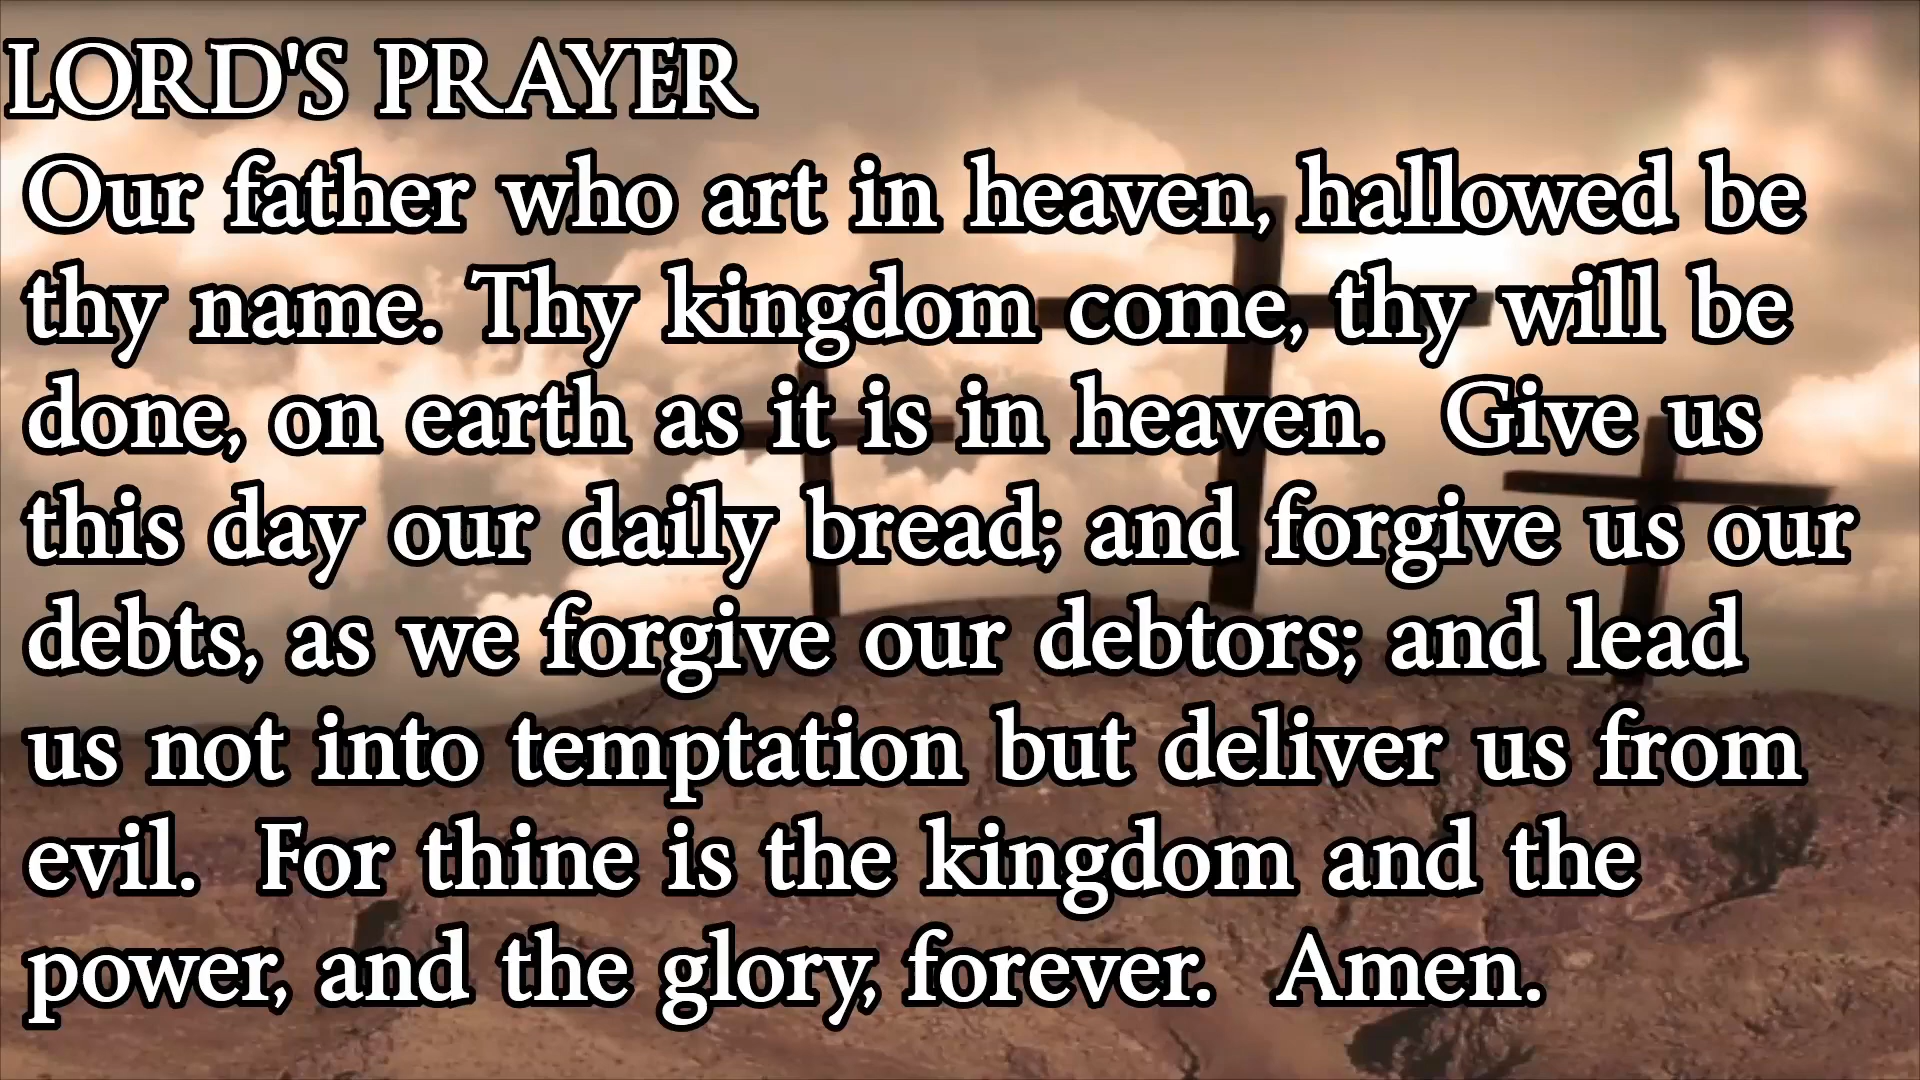 LORD'S PRAYER
Our father who art in heaven, hallowed be
thy name. Thy kingdom come, thy will be
done, on earth as it is in heaven.  Give us
this day our daily bread; and forgive us our
debts, as we forgive our debtors; and lead
us not into temptation but deliver us from
evil.  For thine is the kingdom and the
power, and the glory, forever.  Amen.